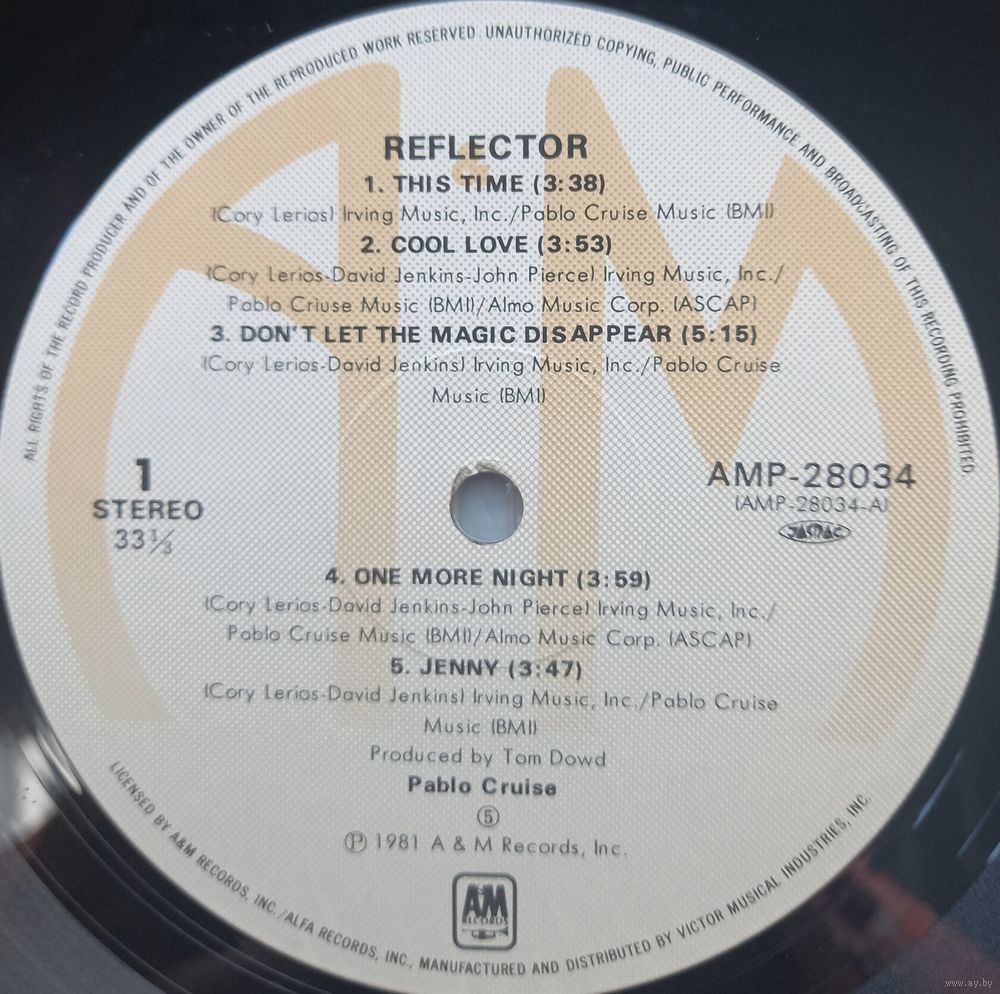 ALL RIGHTS OF THE RECORD PRODUCER AND OF THE OWNER OF THE REPRODUCED WORK RESERVED. UNAUTHORIZED COPYING, PUBLIC PERFORMANCE AND BROADCASTING OF THIS RECORDING PROHIBITED.
REFLECTOR
1. THIS TIME (3:38)
(Cory Lerios) Irving Music, Inc./Pablo Cruise Music (BMI)
2. COOL LOVE (3:53)
(Cory Lerios-David Jenkins-John Pierce) Irving Music, Inc./
Pablo Criuse Music (BMI)/Almo Music Corp. (ASCAP)
3. DON'T LET THE MAGIC DISAPPEAR (5:15)
(Cory Lerios-David Jenkins) Irving Music, Inc./Pablo Cruise
Music (BMI)
1
STEREO
33⅓
AMP-28034
(AMP-28034-A)
JASRAC
4. ONE MORE NIGHT (3:59)
(Cory Lerios-David Jenkins-John Pierce) Irving Music, Inc./
Pablo Cruise Music (BMI)/Almo Music Corp. (ASCAP)
5. JENNY (3:47)
(Cory Lerios-David Jenkins) Irving Music, Inc./Pablo Cruise
Music (BMI)
Produced by Tom Dowd
Pablo Cruise
⑤
℗ 1981 A & M Records, Inc.
A&M
RECORDS
LICENSED BY A&M RECORDS, INC./ALFA RECORDS, INC., MANUFACTURED AND DISTRIBUTED BY VICTOR MUSICAL INDUSTRIES, INC.
www.ay.by